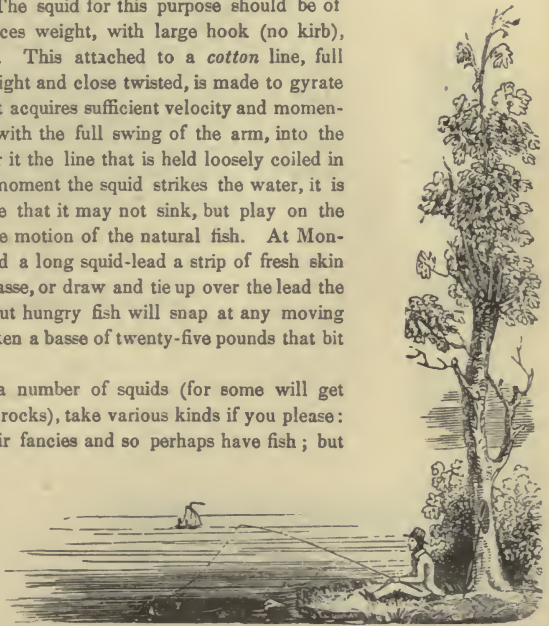 The squid for this purpose should be of
ces weight, with large hook (no kirb),
This attached to a cotton line, full
ight and close twisted, is made to gyrate
t acquires sufficient velocity and momen-
with the full swing of the arm, into the
r it the line that is held loosely coiled in
moment the squid strikes the water, it is
e that it may not sink, but play on the
e motion of the natural fish. At Mon-
d a long squid-lead a strip of fresh skin
asse, or draw and tie up over the lead the
ut hungry fish will snap at any moving
ken a basse of twenty-five pounds that bit
a number of squids (for some will get
rocks), take various kinds if you please:
ir fancies and so perhaps have fish; but